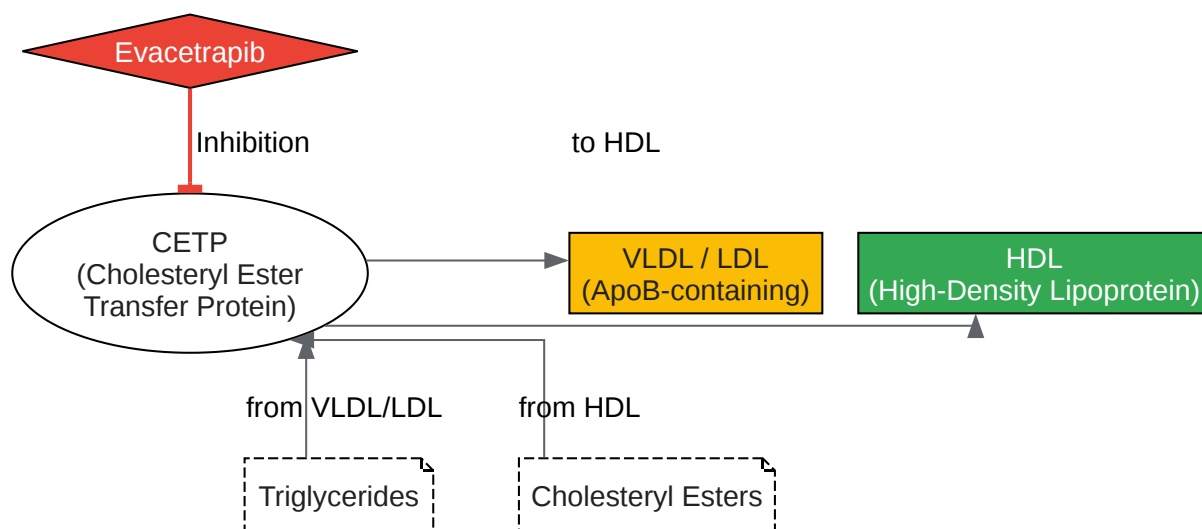 Evacetrapib
Inhibition
to HDL
CETP
(Cholesteryl Ester
Transfer Protein)
VLDL / LDL
(ApoB-containing)
HDL
(High-Density Lipoprotein)
from VLDL/LDL
from HDL
Triglycerides
Cholesteryl Esters